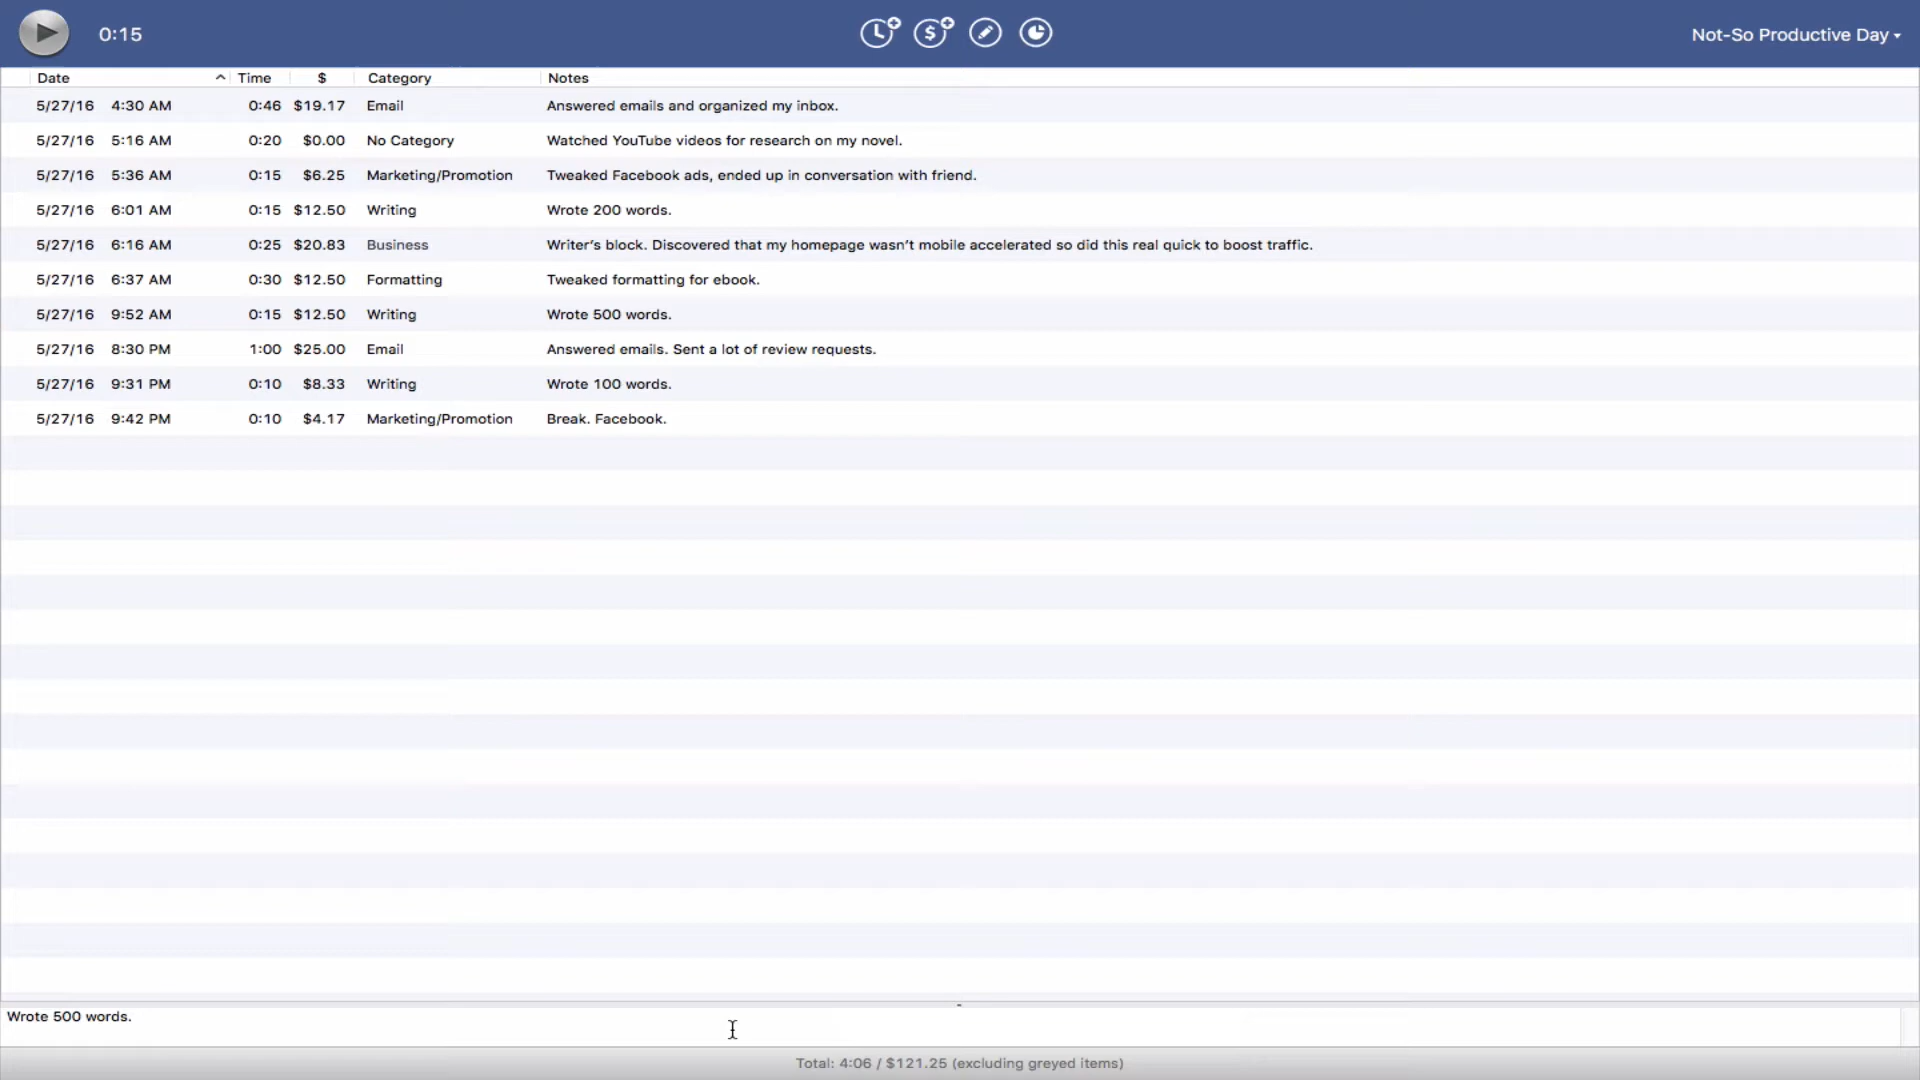 0:15 Not-So Productive Day
Date Time $ Category Notes
5/27/16 4:30 AM 0:46 $19.17 Email Answered emails and organized my inbox.
5/27/16 5:16 AM 0:20 $0.00 No Category Watched YouTube videos for research on my novel.
5/27/16 5:36 AM 0:15 $6.25 Marketing/Promotion Tweaked Facebook ads, ended up in conversation with friend.
5/27/16 6:01 AM 0:15 $12.50 Writing Wrote 200 words.
5/27/16 6:16 AM 0:25 $20.83 Business Writer’s block. Discovered that my homepage wasn’t mobile accelerated so did this real quick to boost traffic.
5/27/16 6:37 AM 0:30 $12.50 Formatting Tweaked formatting for ebook.
5/27/16 9:52 AM 0:15 $12.50 Writing Wrote 500 words.
5/27/16 8:30 PM 1:00 $25.00 Email Answered emails. Sent a lot of review requests.
5/27/16 9:31 PM 0:10 $8.33 Writing Wrote 100 words.
5/27/16 9:42 PM 0:10 $4.17 Marketing/Promotion Break. Facebook.
Wrote 500 words.
Total: 4:06 / $121.25 (excluding greyed items)